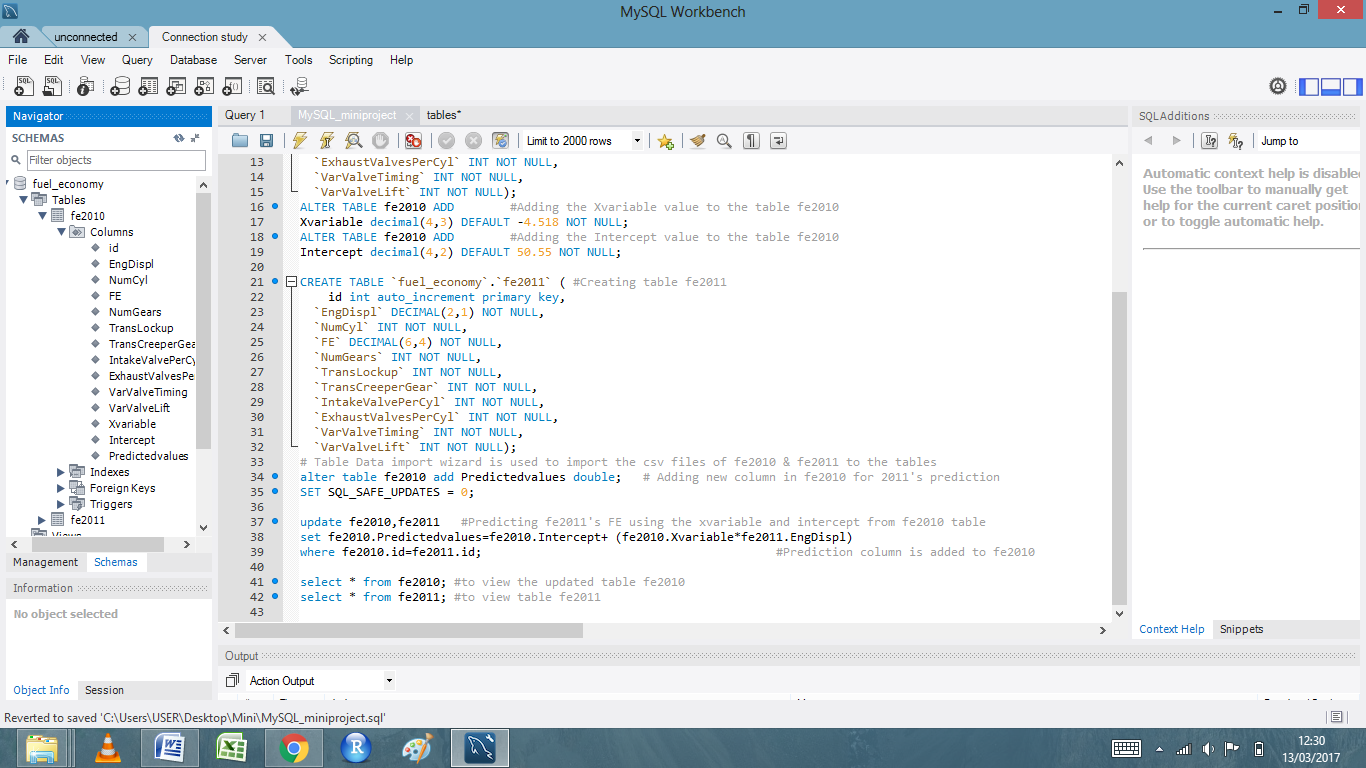 MySQL Workbench
unconnected
Connection study
File Edit View Query Database Server Tools Scripting Help
Navigator
SCHEMAS
Filter objects
fuel_economy
Tables
fe2010
Columns
id
EngDispl
NumCyl
FE
NumGears
TransLockup
TransCreeperGea
IntakeValvePerCy
ExhaustValvesPe
VarValveTiming
VarValveLift
Xvariable
Intercept
Predictedvalues
Indexes
Foreign Keys
Triggers
fe2011
Views
Management Schemas
Information
No object selected
Object Info Session
Query 1 MySQL_miniproject tables*
Limit to 2000 rows
13 `ExhaustValvesPerCyl` INT NOT NULL,
14 `VarValveTiming` INT NOT NULL,
15 `VarValveLift` INT NOT NULL);
16 ALTER TABLE fe2010 ADD #Adding the Xvariable value to the table fe2010
17 Xvariable decimal(4,3) DEFAULT -4.518 NOT NULL;
18 ALTER TABLE fe2010 ADD #Adding the Intercept value to the table fe2010
19 Intercept decimal(4,2) DEFAULT 50.55 NOT NULL;
20
21 CREATE TABLE `fuel_economy`.`fe2011` ( #Creating table fe2011
22 id int auto_increment primary key,
23 `EngDispl` DECIMAL(2,1) NOT NULL,
24 `NumCyl` INT NOT NULL,
25 `FE` DECIMAL(6,4) NOT NULL,
26 `NumGears` INT NOT NULL,
27 `TransLockup` INT NOT NULL,
28 `TransCreeperGear` INT NOT NULL,
29 `IntakeValvePerCyl` INT NOT NULL,
30 `ExhaustValvesPerCyl` INT NOT NULL,
31 `VarValveTiming` INT NOT NULL,
32 `VarValveLift` INT NOT NULL);
33 # Table Data import wizard is used to import the csv files of fe2010 & fe2011 to the tables
34 alter table fe2010 add Predictedvalues double; # Adding new column in fe2010 for 2011's prediction
35 SET SQL_SAFE_UPDATES = 0;
36
37 update fe2010,fe2011 #Predicting fe2011's FE using the xvariable and intercept from fe2010 table
38 set fe2010.Predictedvalues=fe2010.Intercept+ (fe2010.Xvariable*fe2011.EngDispl)
39 where fe2010.id=fe2011.id; #Prediction column is added to fe2010
40
41 select * from fe2010; #to view the updated table fe2010
42 select * from fe2011; #to view table fe2011
43
Output
Action Output
SQLAdditions
Jump to
Automatic context help is disable
Use the toolbar to manually get
help for the current caret position
or to toggle automatic help.
Context Help Snippets
Reverted to saved 'C:\Users\USER\Desktop\Mini\MySQL_miniproject.sql'
12:30
13/03/2017